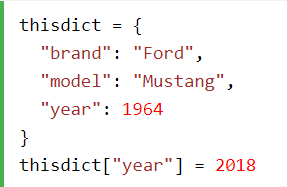 thisdict = {
  "brand": "Ford",
  "model": "Mustang",
  "year": 1964
}
thisdict["year"] = 2018